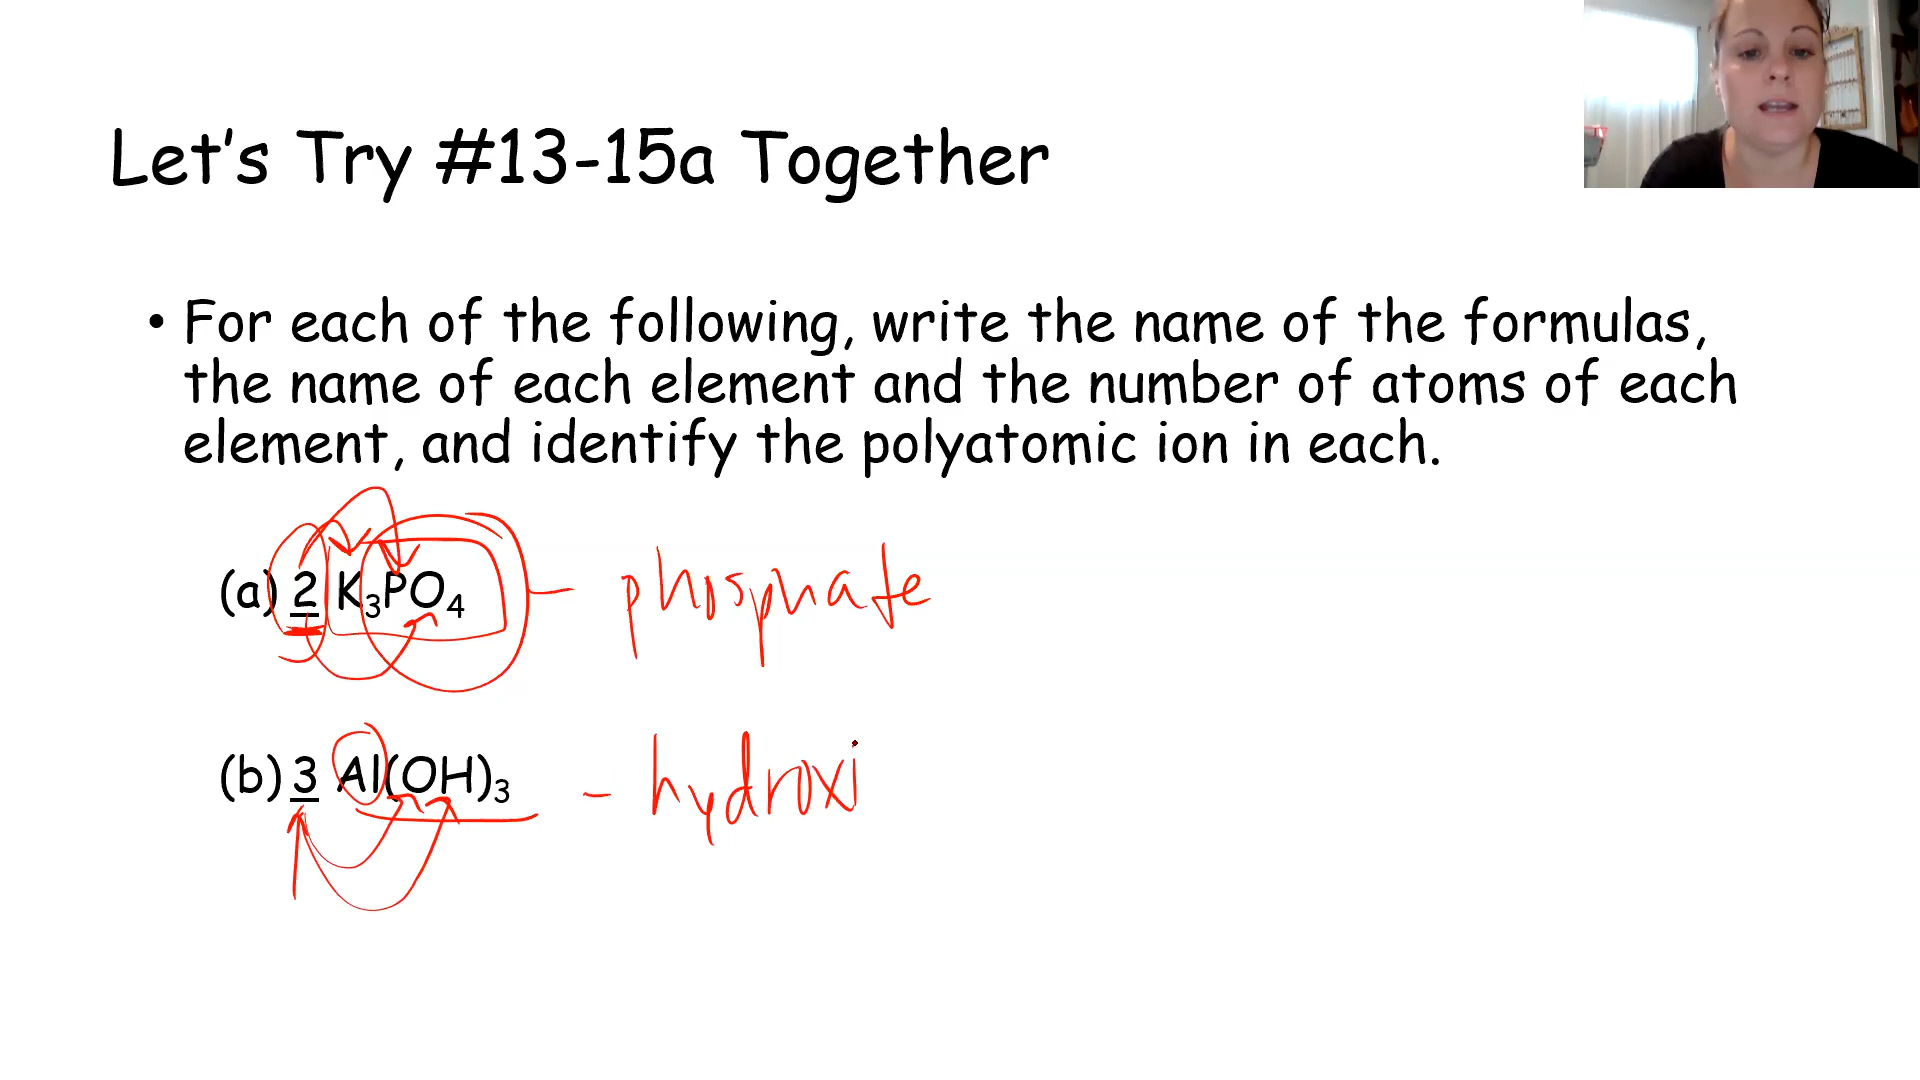 Let's Try #13-15a Together
• For each of the following, write the name of the formulas,
the name of each element and the number of atoms of each
element, and identify the polyatomic ion in each.
(a) 2 K₃PO₄ — phosphate
(b) 3 Al(OH)₃ - hydroxi